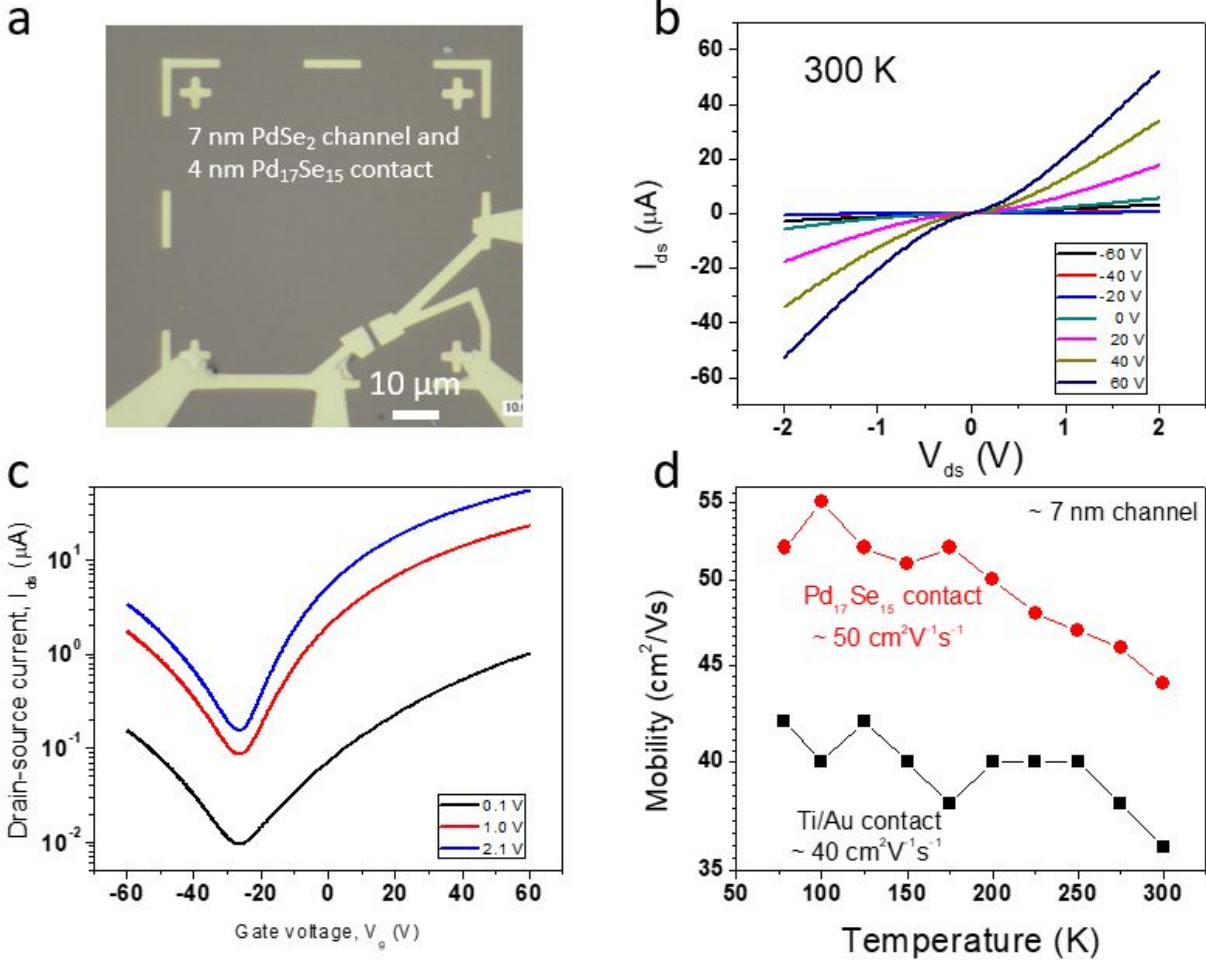 a
7 nm PdSe₂ channel and
4 nm Pd₁₇Se₁₅ contact
10 μm
b
300 K
60
40
20
0
-20
-40
-60
I_ds (μA)
-60 V
-40 V
-20 V
0 V
20 V
40 V
60 V
-2 -1 0 1 2
V_ds (V)
c
Drain-source current, I_ds (μA)
10¹
10⁰
10⁻¹
10⁻²
0.1 V
1.0 V
2.1 V
-60 -40 -20 0 20 40 60
Gate voltage, V_g (V)
d
~ 7 nm channel
Mobility (cm²/Vs)
55
50
45
40
35
Pd₁₇Se₁₅ contact
~ 50 cm²V⁻¹s⁻¹
Ti/Au contact
~ 40 cm²V⁻¹s⁻¹
50 100 150 200 250 300
Temperature (K)